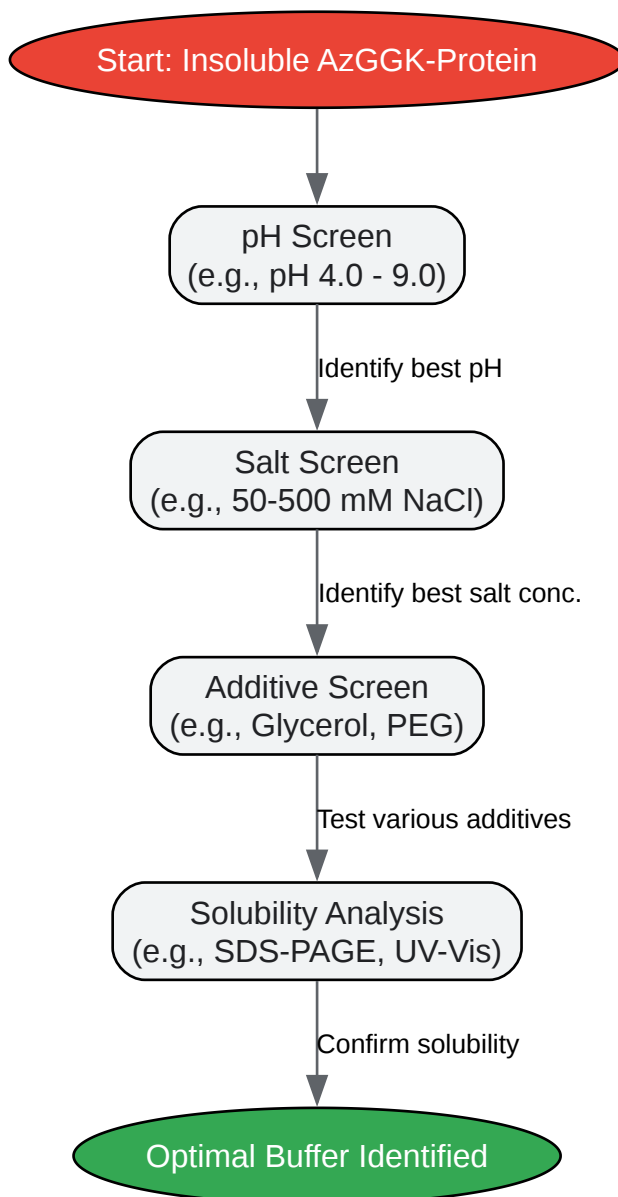 Start: Insoluble AzGGK-Protein
pH Screen
(e.g., pH 4.0 - 9.0)
Identify best pH
Salt Screen
(e.g., 50-500 mM NaCl)
Identify best salt conc.
Additive Screen
(e.g., Glycerol, PEG)
Test various additives
Solubility Analysis
(e.g., SDS-PAGE, UV-Vis)
Confirm solubility
Optimal Buffer Identified